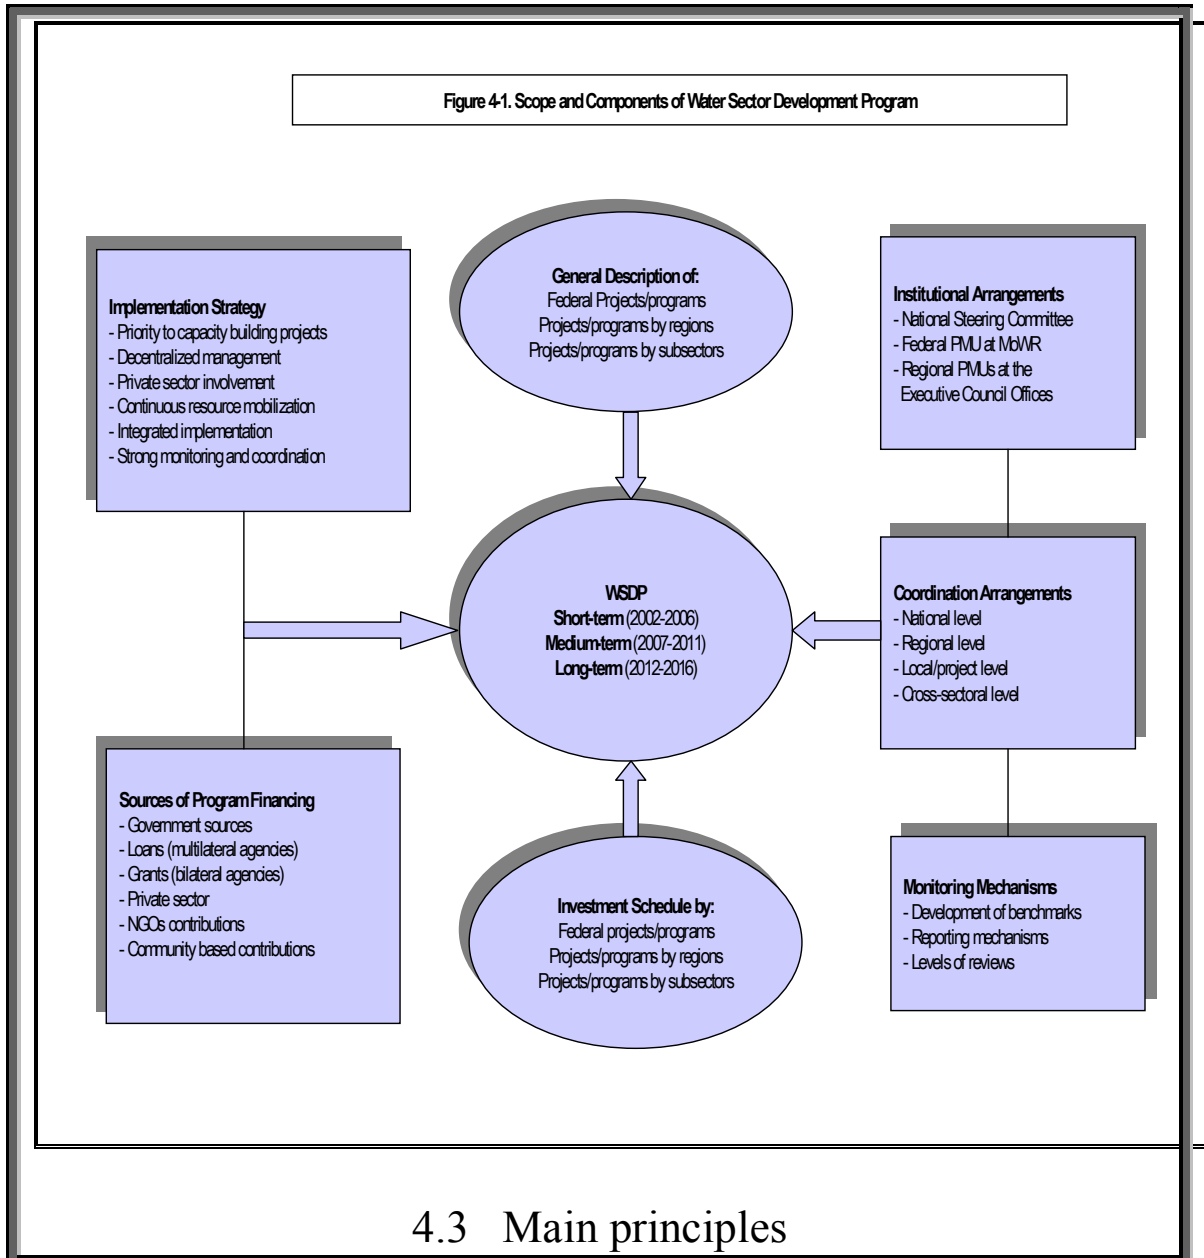 Figure 4-1. Scope and Components of Water Sector Development Program
Implementation Strategy
- Priority to capacity building projects
- Decentralized management
- Private sector involvement
- Continuous resource mobilization
- Integrated implementation
- Strong monitoring and coordination
General Description of:
Federal Projects/programs
Projects/programs by regions
Projects/programs by subsectors
Institutional Arrangements
- National Steering Committee
- Federal PMU at MoWR
- Regional PMUs at the
Executive Council Offices
WSDP
Short-term (2002-2006)
Medium-term (2007-2011)
Long-term (2012-2016)
Coordination Arrangements
- National level
- Regional level
- Local/project level
- Cross-sectoral level
Sources of Program Financing
- Government sources
- Loans (multilateral agencies)
- Grants (bilateral agencies)
- Private sector
- NGOs contributions
- Community based contributions
Investment Schedule by:
Federal projects/programs
Projects/programs by regions
Projects/programs by subsectors
Monitoring Mechanisms
- Development of benchmarks
- Reporting mechanisms
- Levels of reviews
4.3 Main principles